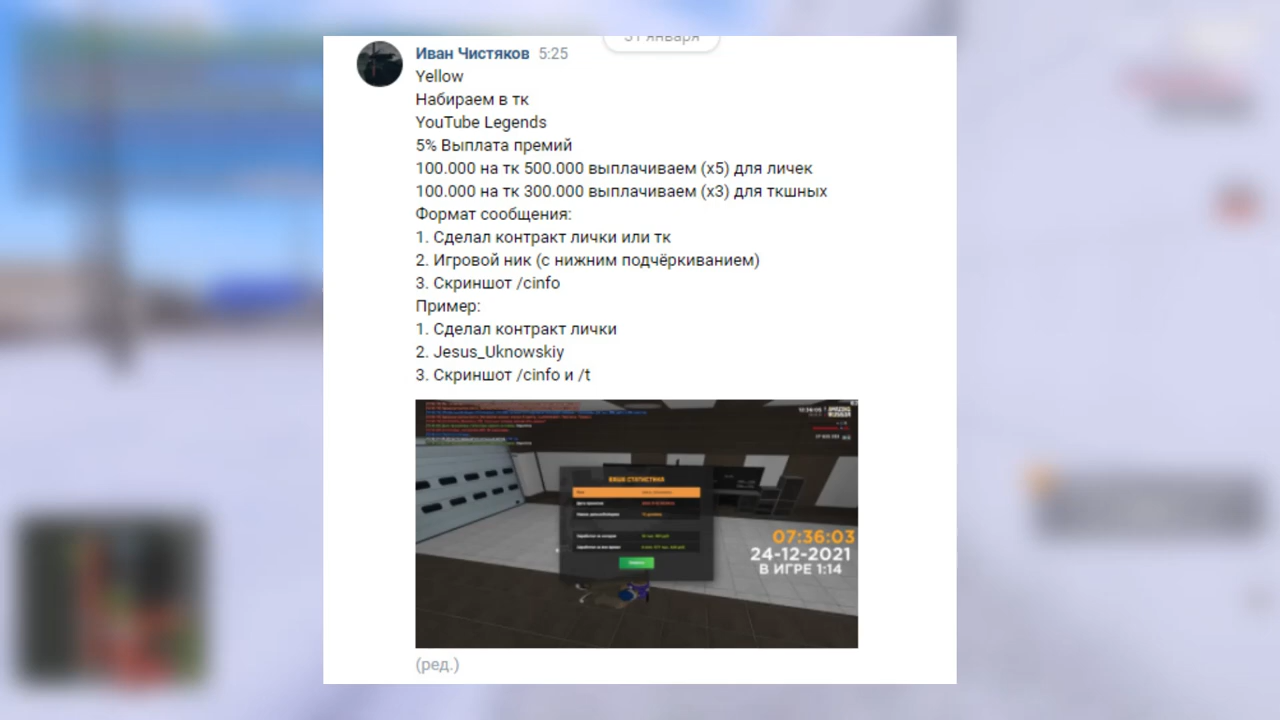 31 января
Иван Чистяков 5:25
Yellow
Набираем в тк
YouTube Legends
5% Выплата премий
100.000 на тк 500.000 выплачиваем (х5) для личек
100.000 на тк 300.000 выплачиваем (х3) для ткшных
Формат сообщения:
1. Сделал контракт лички или тк
2. Игровой ник (с нижним подчёркиванием)
3. Скриншот /cinfo
Пример:
1. Сделал контракт лички
2. Jesus_Uknowskiy
3. Скриншот /cinfo и /t
ВАША СТАТИСТИКА
07:36:03
24-12-2021
В ИГРЕ 1:14
(ред.)